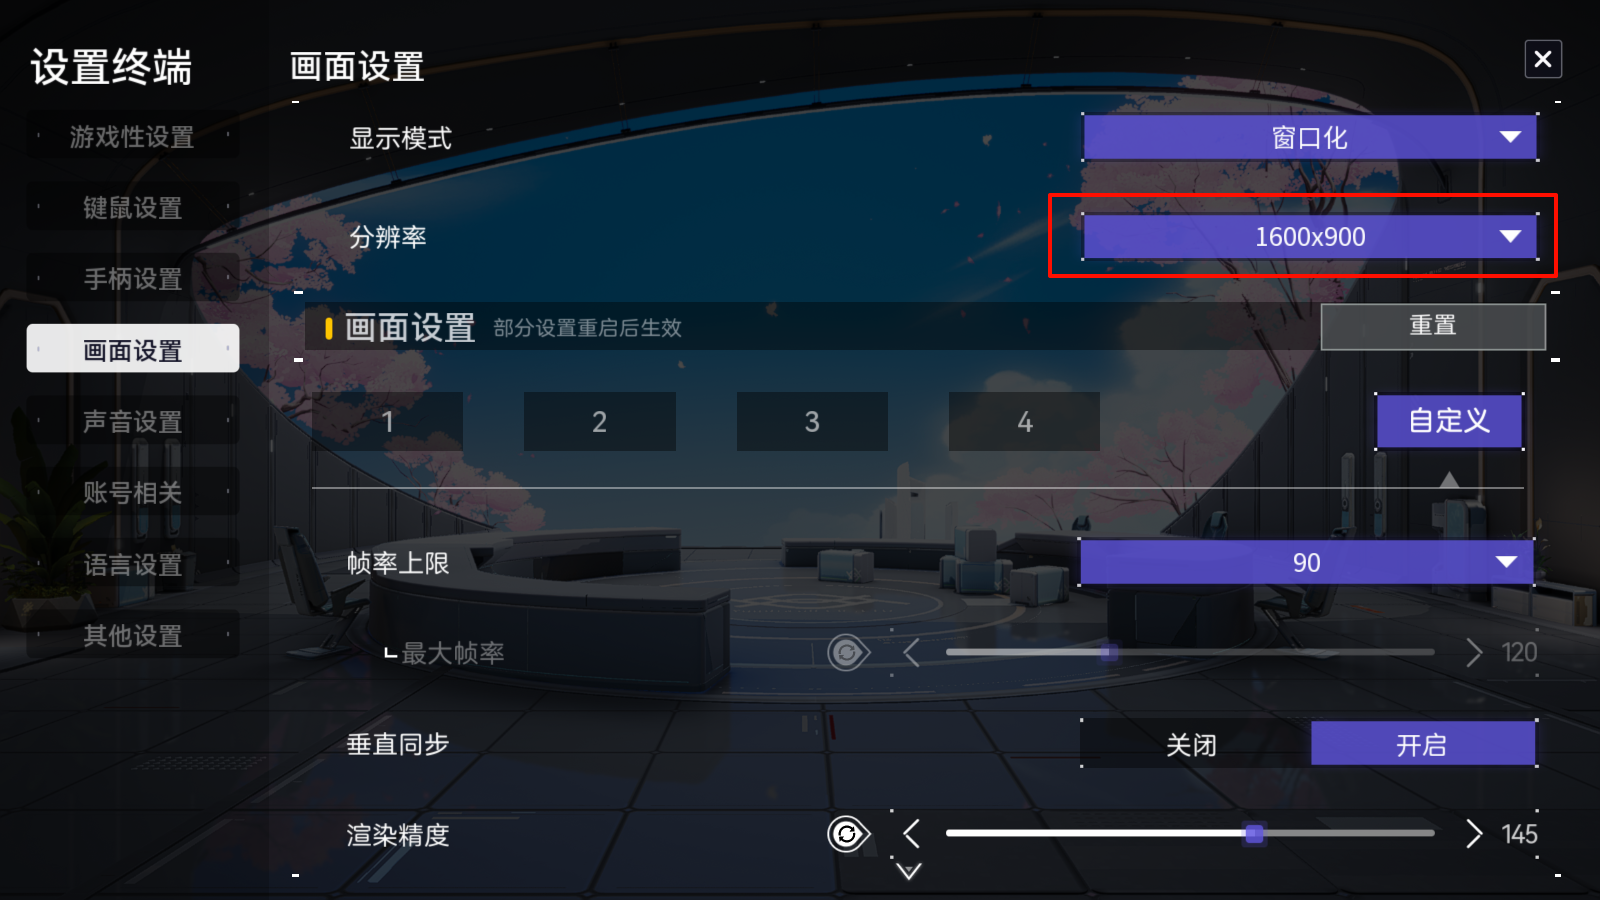 设置终端
画面设置
游戏性设置
显示模式
窗口化
键鼠设置
分辨率
1600x900
手柄设置
画面设置
画面设置 部分设置重启后生效
重置
声音设置
1
2
3
4
自定义
账号相关
语言设置
帧率上限
90
其他设置
最大帧率
120
垂直同步
关闭
开启
渲染精度
145